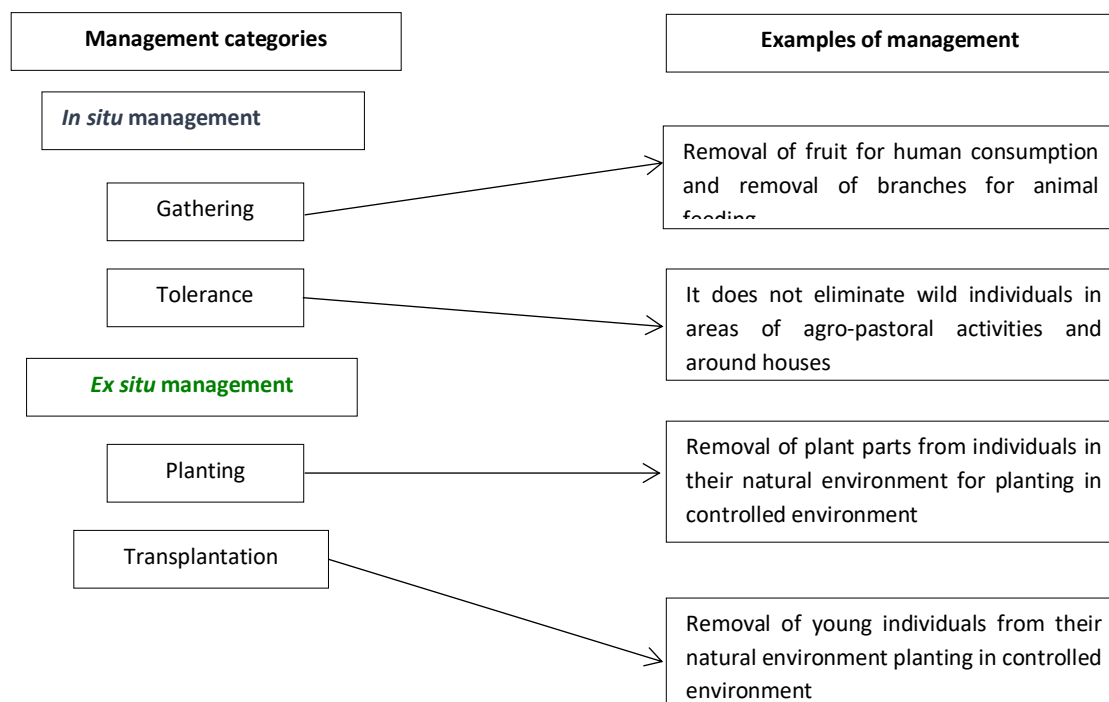 Management categories
Examples of management
In situ management
Gathering
Removal of fruit for human consumption
and removal of branches for animal
feeding
Tolerance
It does not eliminate wild individuals in
areas of agro-pastoral activities and
around houses
Ex situ management
Planting
Removal of plant parts from individuals in
their natural environment for planting in
controlled environment
Transplantation
Removal of young individuals from their
natural environment planting in controlled
environment